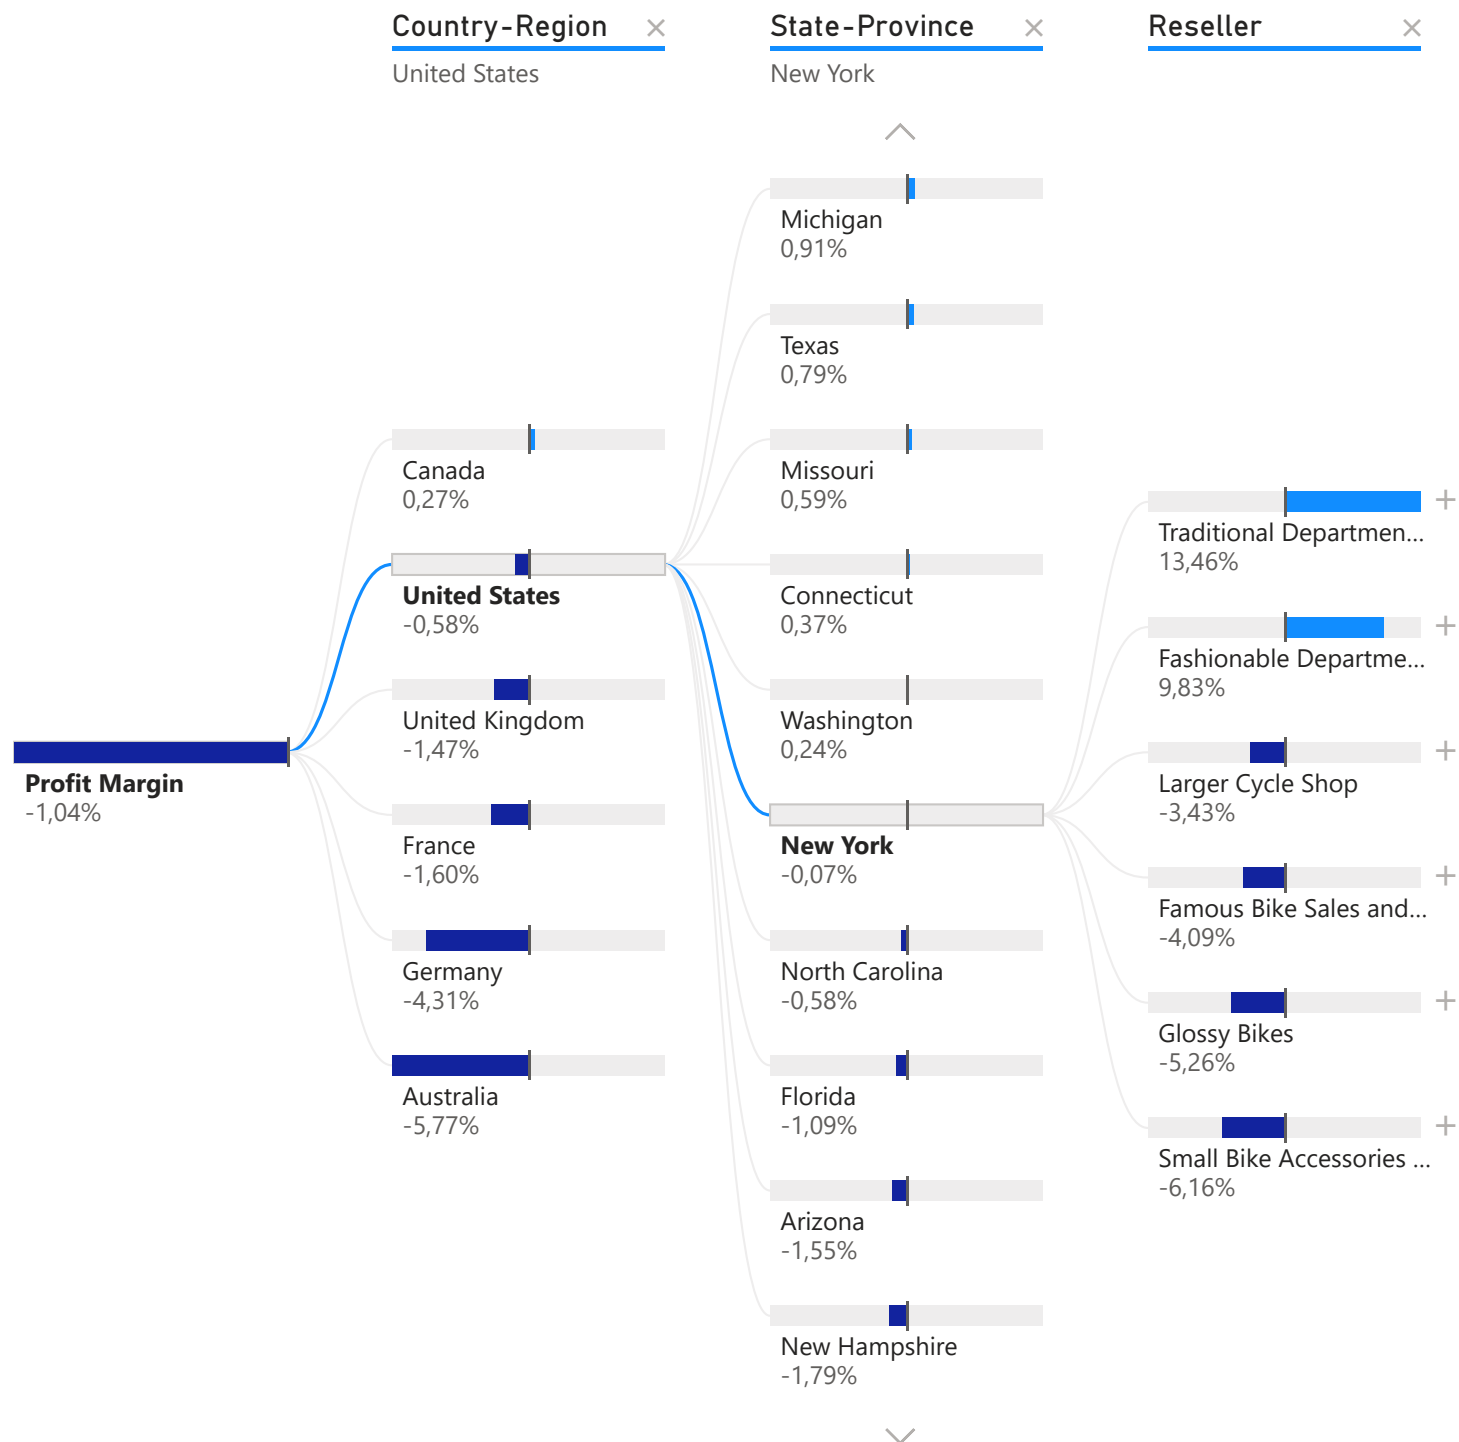 Country-Region
United States
State-Province
New York
Reseller
Profit Margin
-1,04%
Canada
0,27%
United States
-0,58%
United Kingdom
-1,47%
France
-1,60%
Germany
-4,31%
Australia
-5,77%
Michigan
0,91%
Texas
0,79%
Missouri
0,59%
Connecticut
0,37%
Washington
0,24%
New York
-0,07%
North Carolina
-0,58%
Florida
-1,09%
Arizona
-1,55%
New Hampshire
-1,79%
Traditional Departmen...
13,46%
Fashionable Departme...
9,83%
Larger Cycle Shop
-3,43%
Famous Bike Sales and...
-4,09%
Glossy Bikes
-5,26%
Small Bike Accessories ...
-6,16%